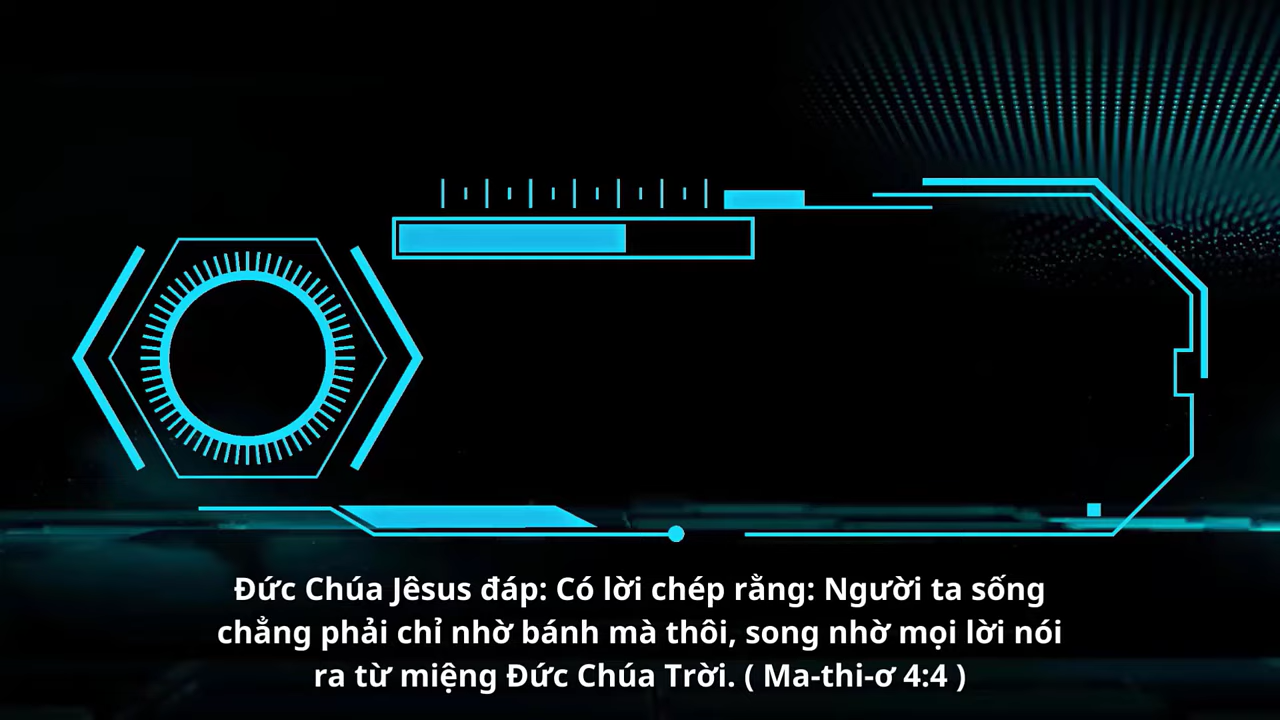 Đức Chúa Jêsus đáp: Có lời chép rằng: Người ta sống
chẳng phải chỉ nhờ bánh mà thôi, song nhờ mọi lời nói
ra từ miệng Đức Chúa Trời. ( Ma-thi-ơ 4:4 )